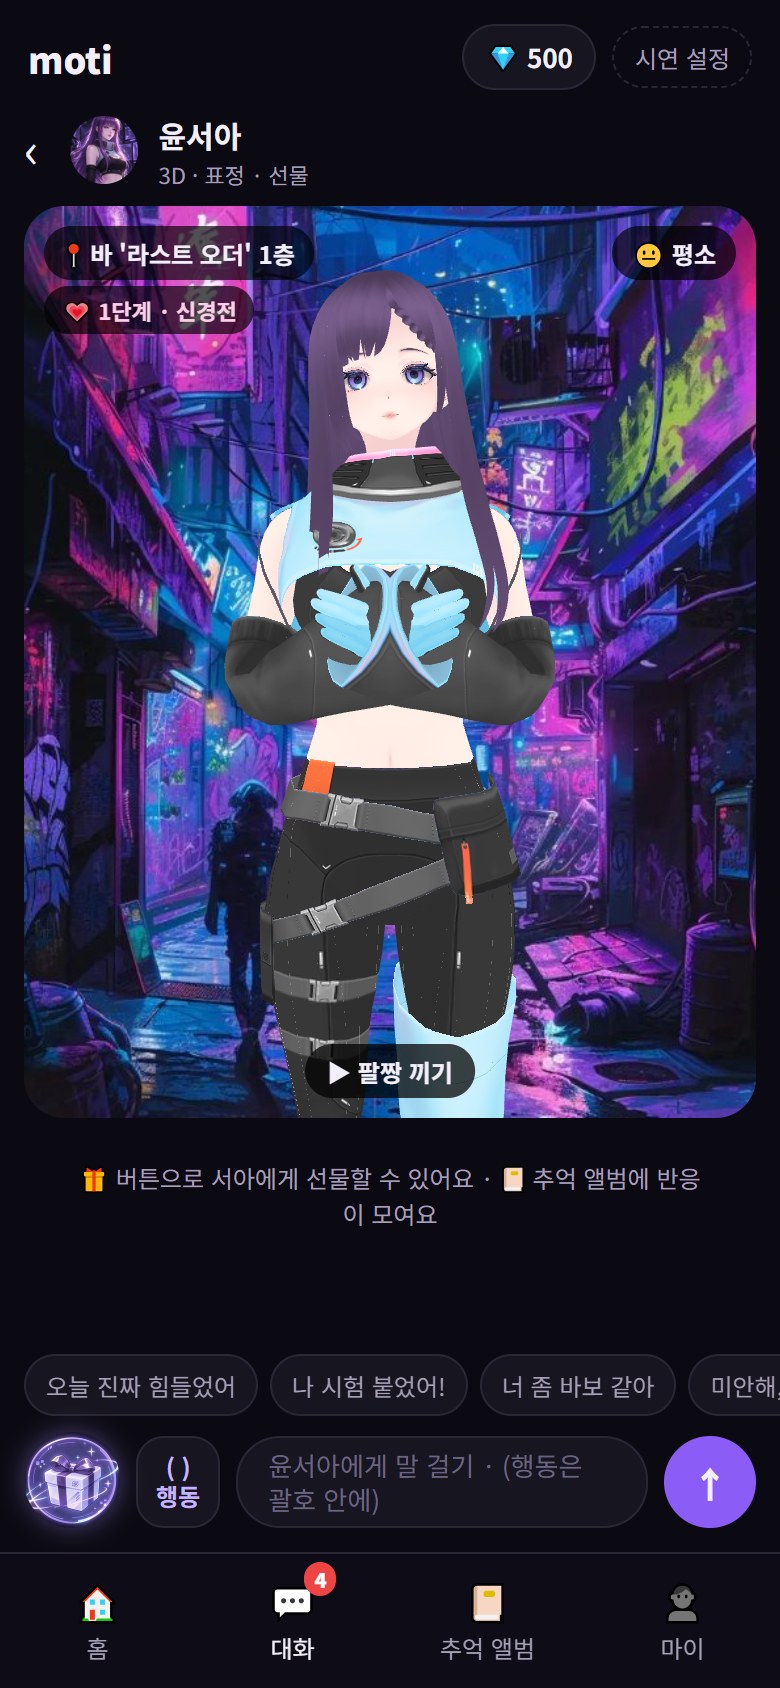 moti
💎 500
시연 설정
‹
윤서아
3D · 표정 · 선물
📍 바 '라스트 오더' 1층
😐 평소
💗 1단계 · 신경전
▶ 팔짱 끼기
🎁 버튼으로 서아에게 선물할 수 있어요 · 📔 추억 앨범에 반응
이 모여요
오늘 진짜 힘들었어
나 시험 붙었어!
너 좀 바보 같아
미안해,
( )
행동
윤서아에게 말 걸기 · (행동은
괄호 안에)
↑
4
홈
대화
추억 앨범
마이